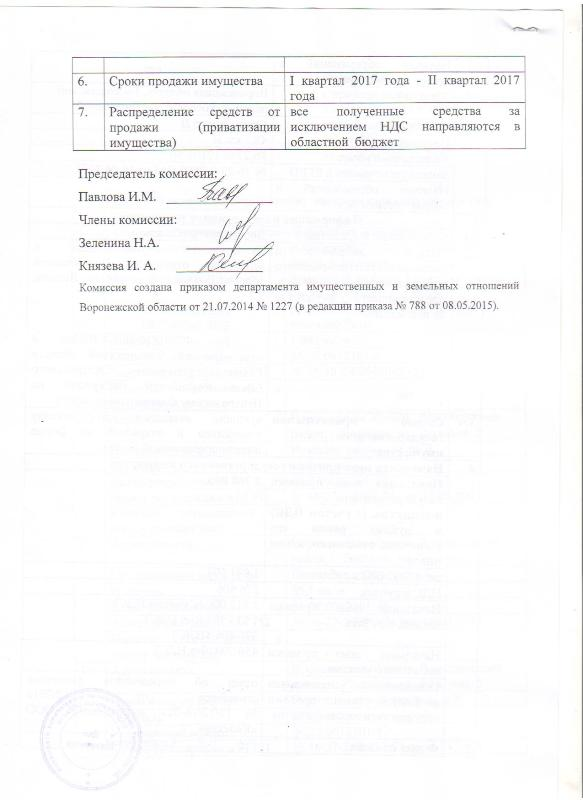 6. Сроки продажи имущества I квартал 2017 года - II квартал 2017
года
7. Распределение средств от все полученные средства за
продажи (приватизации исключением НДС направляются в
имущества) областной бюджет
Председатель комиссии:
Павлова И.М.
Члены комиссии:
Зеленина Н.А.
Князева И. А.
Комиссия создана приказом департамента имущественных и земельных отношений
Воронежской области от 21.07.2014 № 1227 (в редакции приказа № 788 от 08.05.2015).